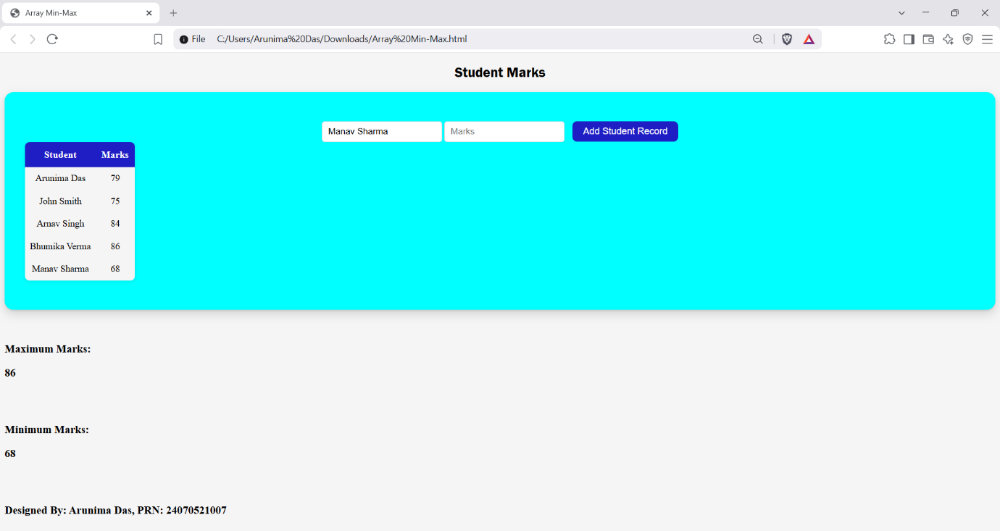 Array Min-Max
File C:/Users/Arunima%20Das/Downloads/Array%20Min-Max.html
Student Marks
Manav Sharma Marks Add Student Record
Student Marks
Arunima Das 79
John Smith 75
Arnav Singh 84
Bhumika Verma 86
Manav Sharma 68
Maximum Marks:
86
Minimum Marks:
68
Designed By: Arunima Das, PRN: 24070521007